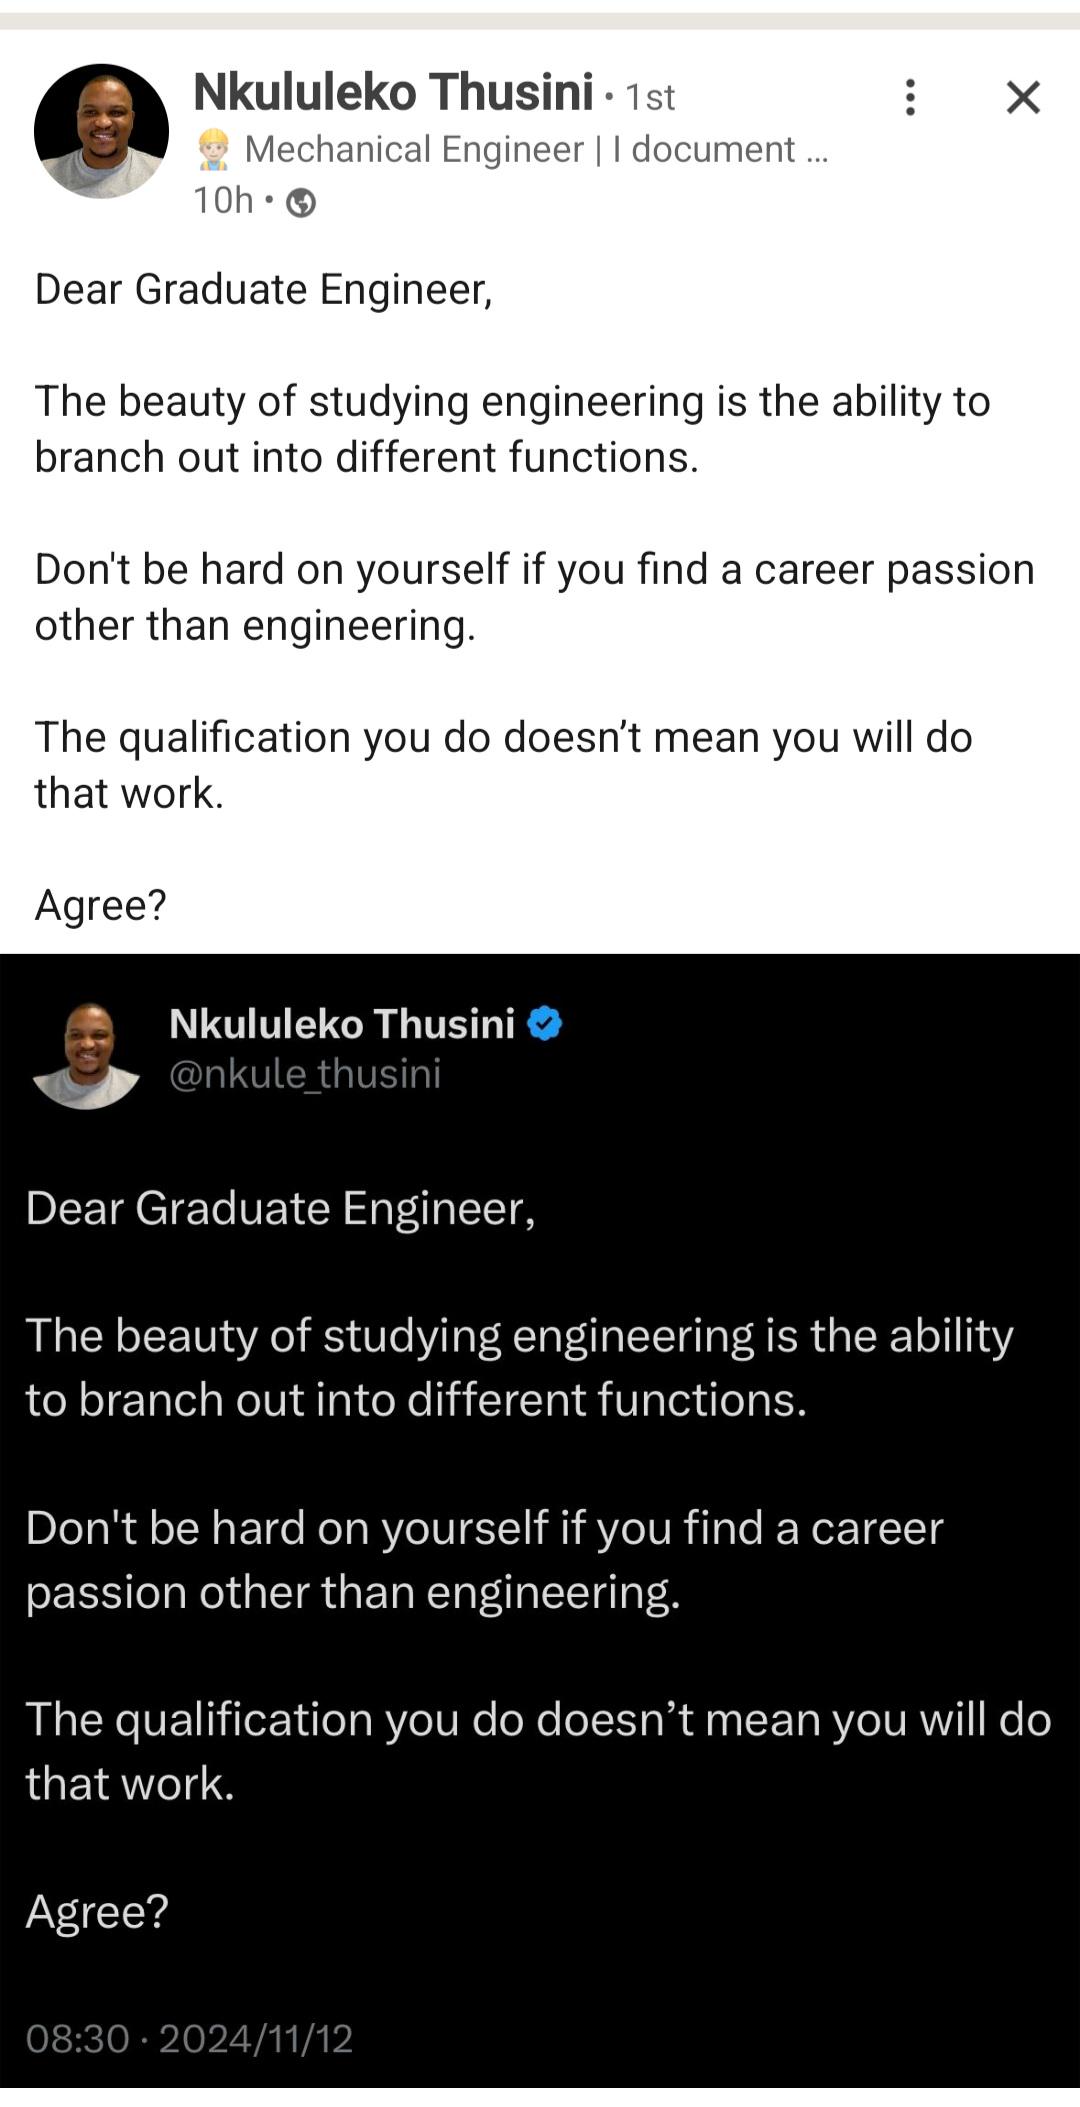 Nkululeko Thusini • 1st
👷🏼 Mechanical Engineer | I document ...
10h •
Dear Graduate Engineer,
The beauty of studying engineering is the ability to
branch out into different functions.
Don't be hard on yourself if you find a career passion
other than engineering.
The qualification you do doesn’t mean you will do
that work.
Agree?
Nkululeko Thusini
@nkule_thusini
Dear Graduate Engineer,
The beauty of studying engineering is the ability
to branch out into different functions.
Don't be hard on yourself if you find a career
passion other than engineering.
The qualification you do doesn’t mean you will do
that work.
Agree?
08:30 · 2024/11/12